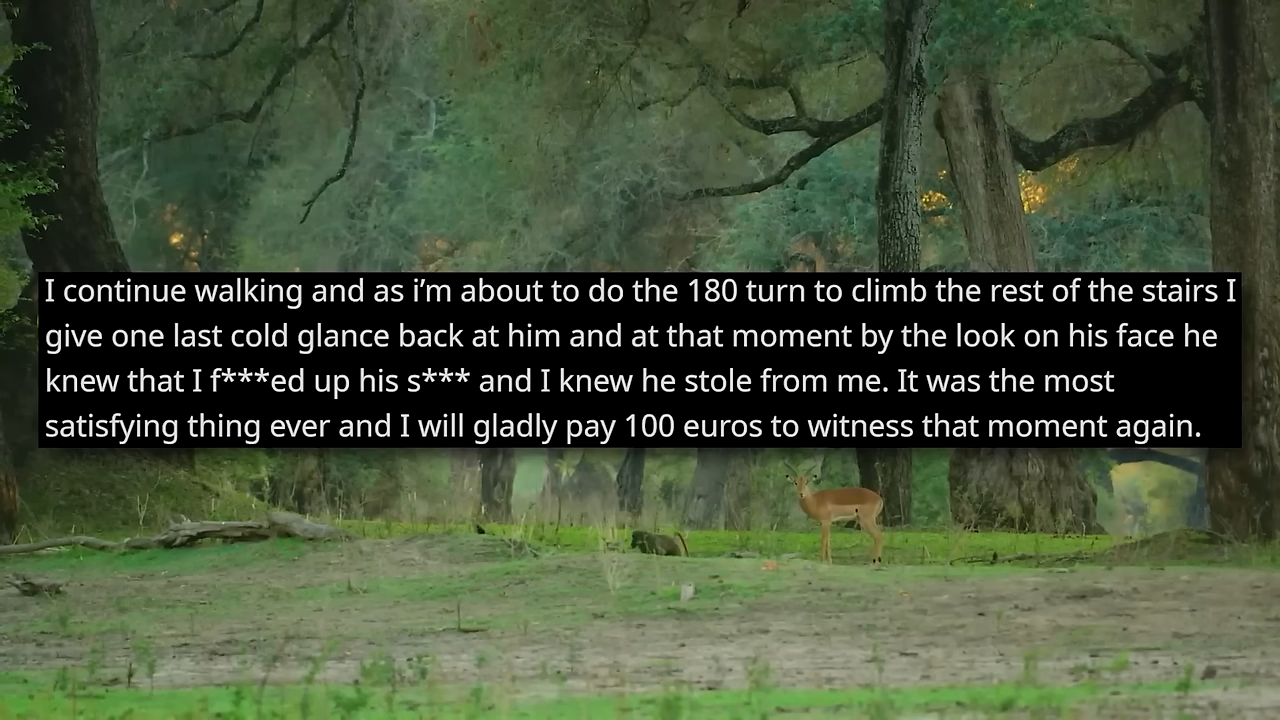 I continue walking and as i’m about to do the 180 turn to climb the rest of the stairs I
give one last cold glance back at him and at that moment by the look on his face he
knew that I f***ed up his s*** and I knew he stole from me. It was the most
satisfying thing ever and I will gladly pay 100 euros to witness that moment again.